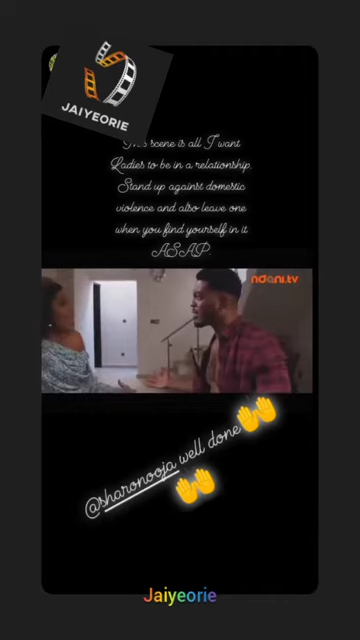 JAIYEORIE
scene is all I want
Ladies to be in a relationship.
Stand up against domestic
violence and also leave one
when you find yourself in it
ASAP.
ndani.tv
@sharonooja well done
Jaiyeorie